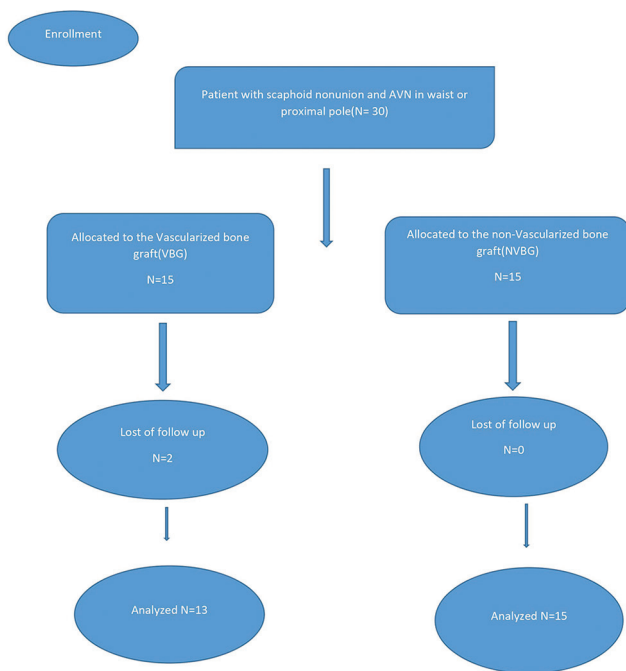 Enrollment
Patient with scaphoid nonunion and AVN in waist or
proximal pole(N= 30)
Allocated to the Vascularized bone
graft(VBG)
N=15
Allocated to the non-Vascularized bone
graft(NVBG)
N=15
Lost of follow up
N=2
Lost of follow up
N=0
Analyzed N=13
Analyzed N=15